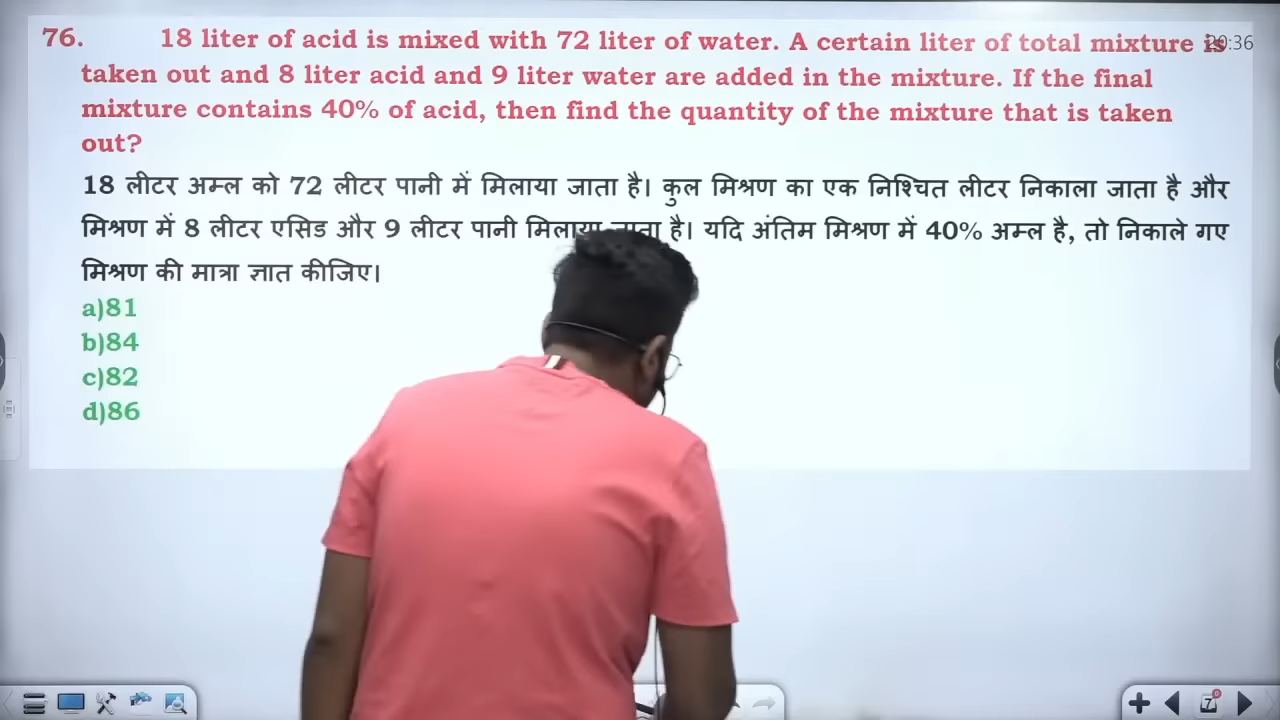 76. 18 liter of acid is mixed with 72 liter of water. A certain liter of total mixture is
20:36
taken out and 8 liter acid and 9 liter water are added in the mixture. If the final
mixture contains 40% of acid, then find the quantity of the mixture that is taken
out?
18 लीटर अम्ल को 72 लीटर पानी में मिलाया जाता है। कुल मिश्रण का एक निश्चित लीटर निकाला जाता है और
मिश्रण में 8 लीटर एसिड और 9 लीटर पानी मिलाया जाता है। यदि अंतिम मिश्रण में 40% अम्ल है, तो निकाले गए
मिश्रण की मात्रा ज्ञात कीजिए।
a)81
b)84
c)82
d)86